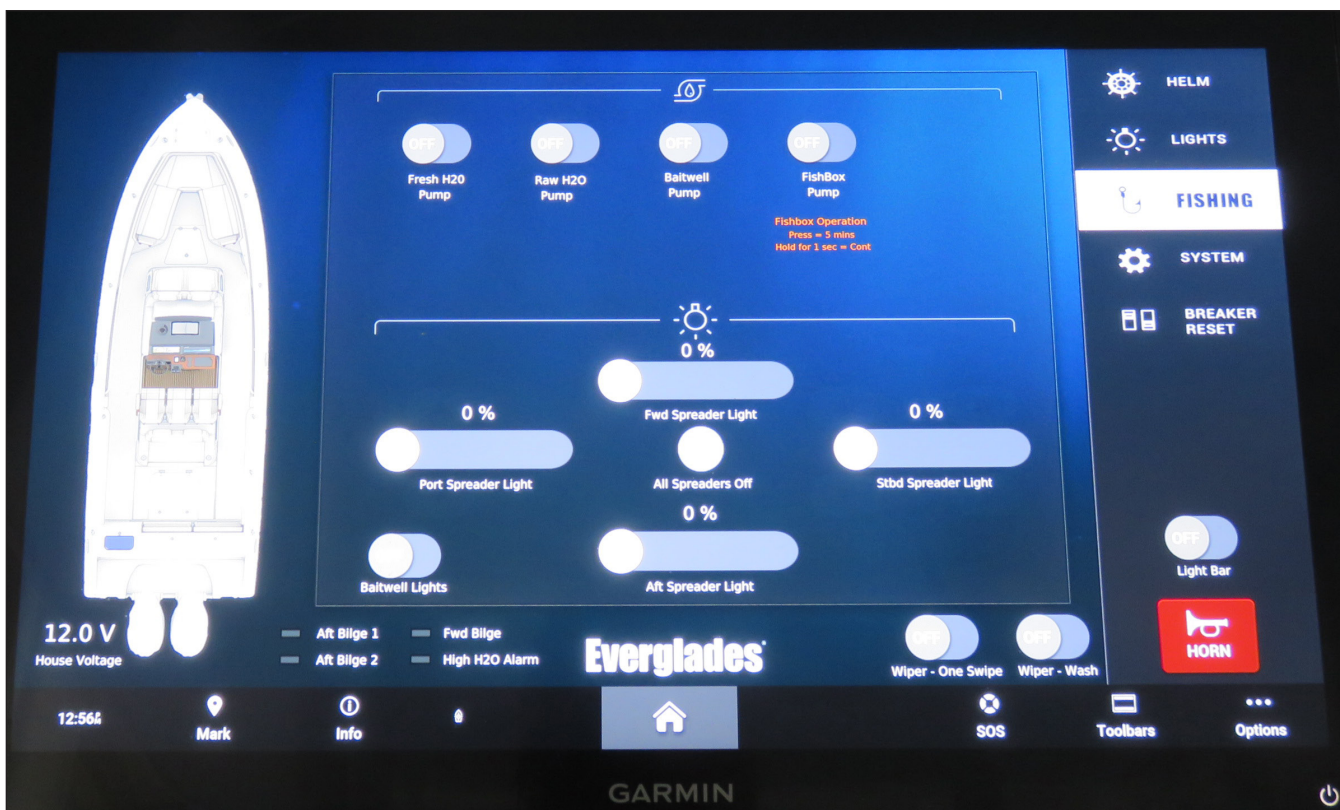 HELM
LIGHTS
FISHING
SYSTEM
BREAKER
RESET
OFF
OFF
OFF
OFF
Fresh H20
Pump
Raw H2O
Pump
Baitwell
Pump
FishBox
Pump
Fishbox Operation
Press = 5 mins
Hold for 1 sec = Cont
0 %
Fwd Spreader Light
0 %
Port Spreader Light
All Spreaders Off
0 %
Stbd Spreader Light
0 %
Aft Spreader Light
Baitwell Lights
OFF
Light Bar
HORN
12.0 V
House Voltage
Aft Bilge 1
Fwd Bilge
Aft Bilge 2
High H2O Alarm
Everglades
OFF
Wiper - One Swipe
OFF
Wiper - Wash
12:56
Mark
Info
SOS
Toolbars
Options
GARMIN